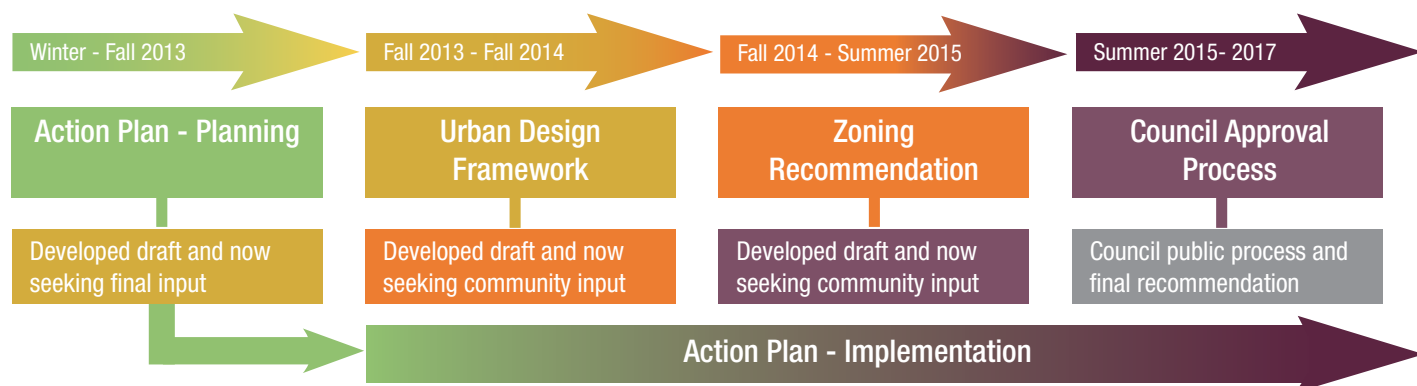 Winter - Fall 2013
Fall 2013 - Fall 2014
Fall 2014 - Summer 2015
Summer 2015- 2017
Action Plan - Planning
Urban Design
Framework
Zoning
Recommendation
Council Approval
Process
Developed draft and now
seeking final input
Developed draft and now
seeking community input
Developed draft and now
seeking community input
Council public process and
final recommendation
Action Plan - Implementation